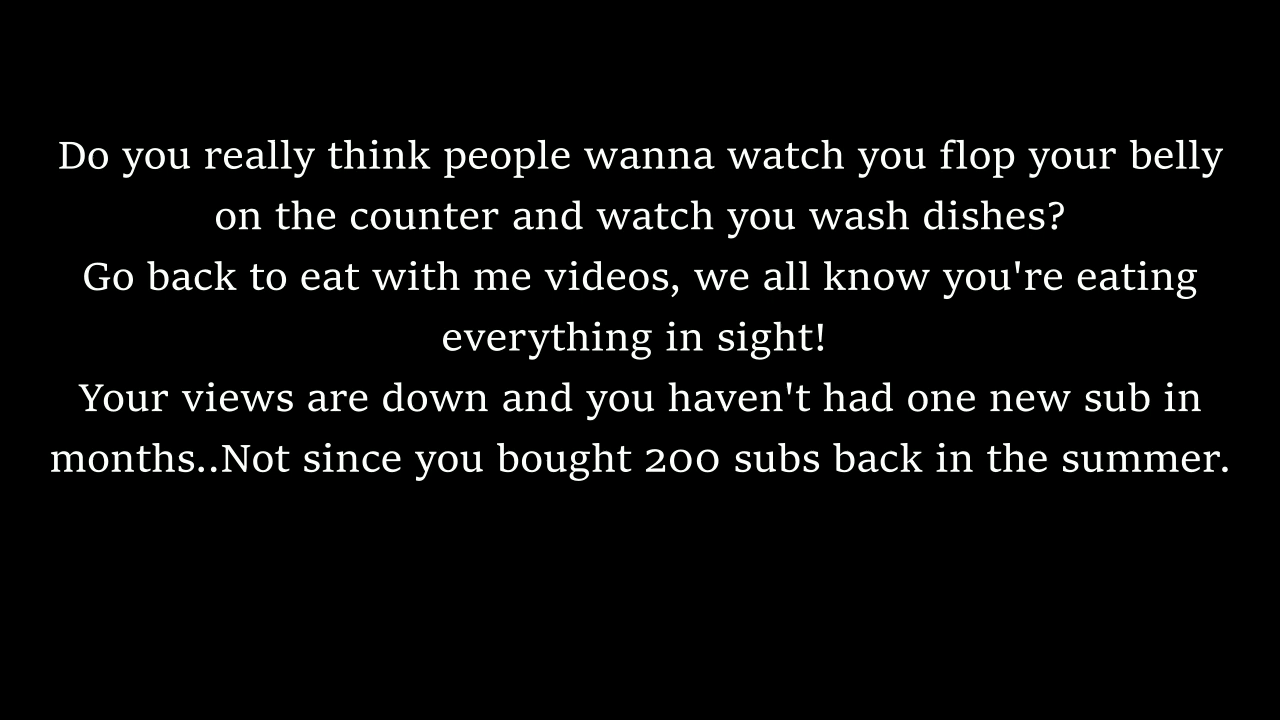 Do you really think people wanna watch you flop your belly
on the counter and watch you wash dishes?
Go back to eat with me videos, we all know you're eating
everything in sight!
Your views are down and you haven't had one new sub in
months..Not since you bought 200 subs back in the summer.